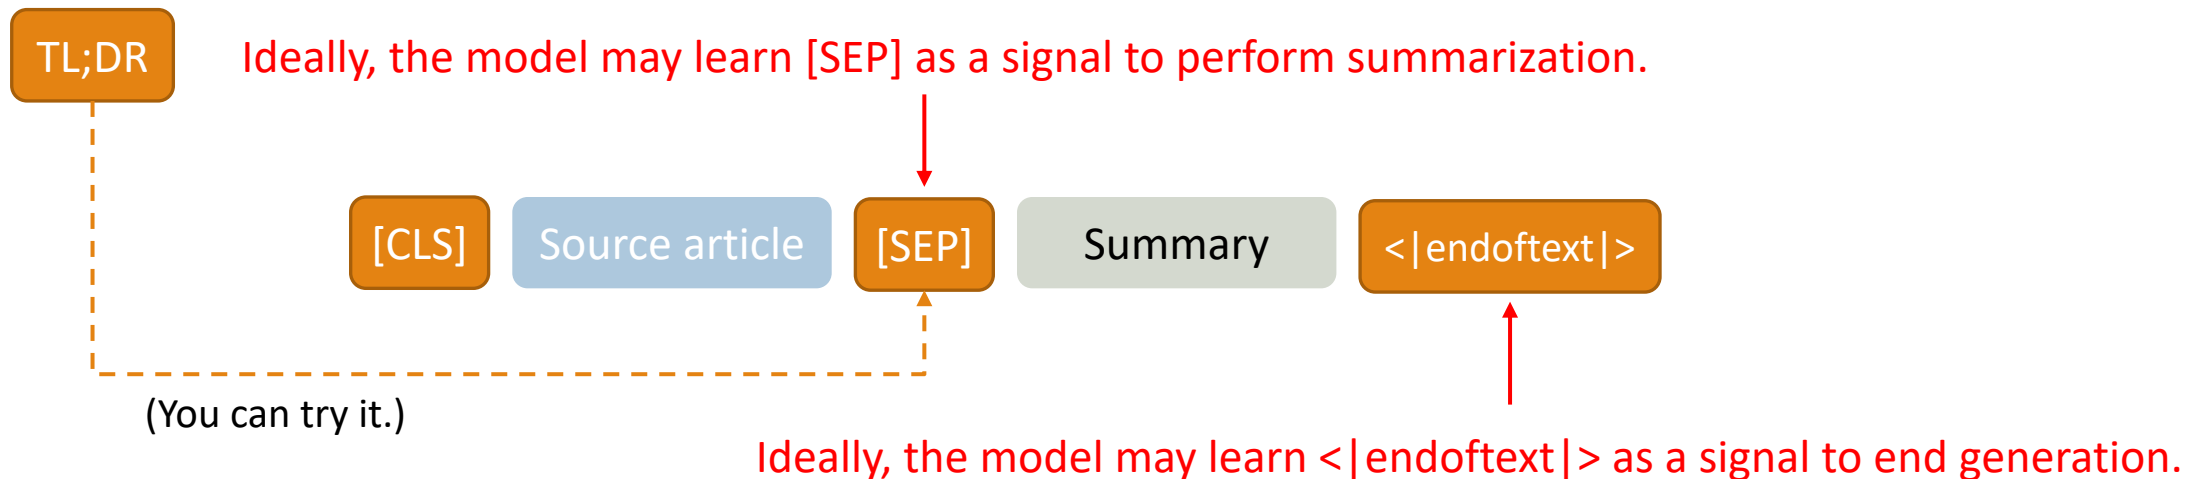 TL;DR
Ideally, the model may learn [SEP] as a signal to perform summarization.
[CLS] Source article [SEP] Summary <|endoftext|>
(You can try it.)
Ideally, the model may learn <|endoftext|> as a signal to end generation.